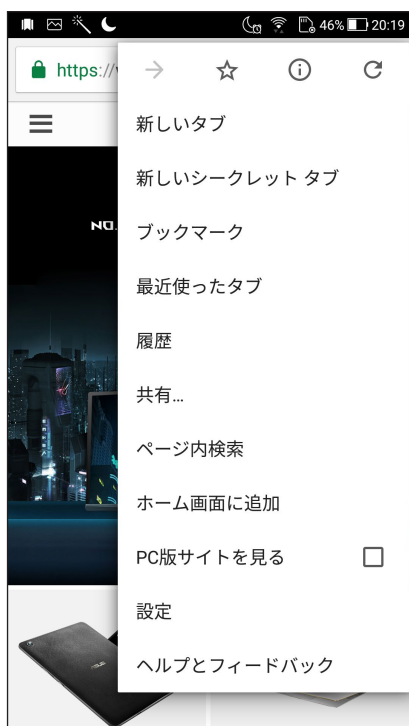 46% 20:19
https://
新しいタブ
新しいシークレット タブ
ブックマーク
最近使ったタブ
履歴
共有...
ページ内検索
ホーム画面に追加
PC版サイトを見る
設定
ヘルプとフィードバック
NO.
ASUS